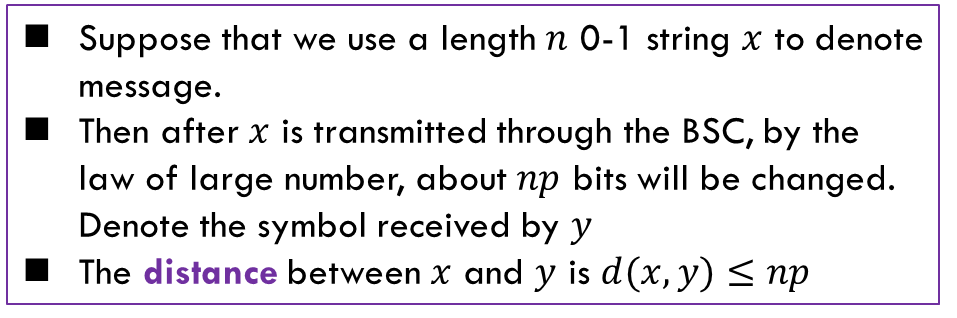 ■ Suppose that we use a length n 0-1 string x to denote
message.
■ Then after x is transmitted through the BSC, by the
law of large number, about np bits will be changed.
Denote the symbol received by y
■ The distance between x and y is d(x, y) ≤ np